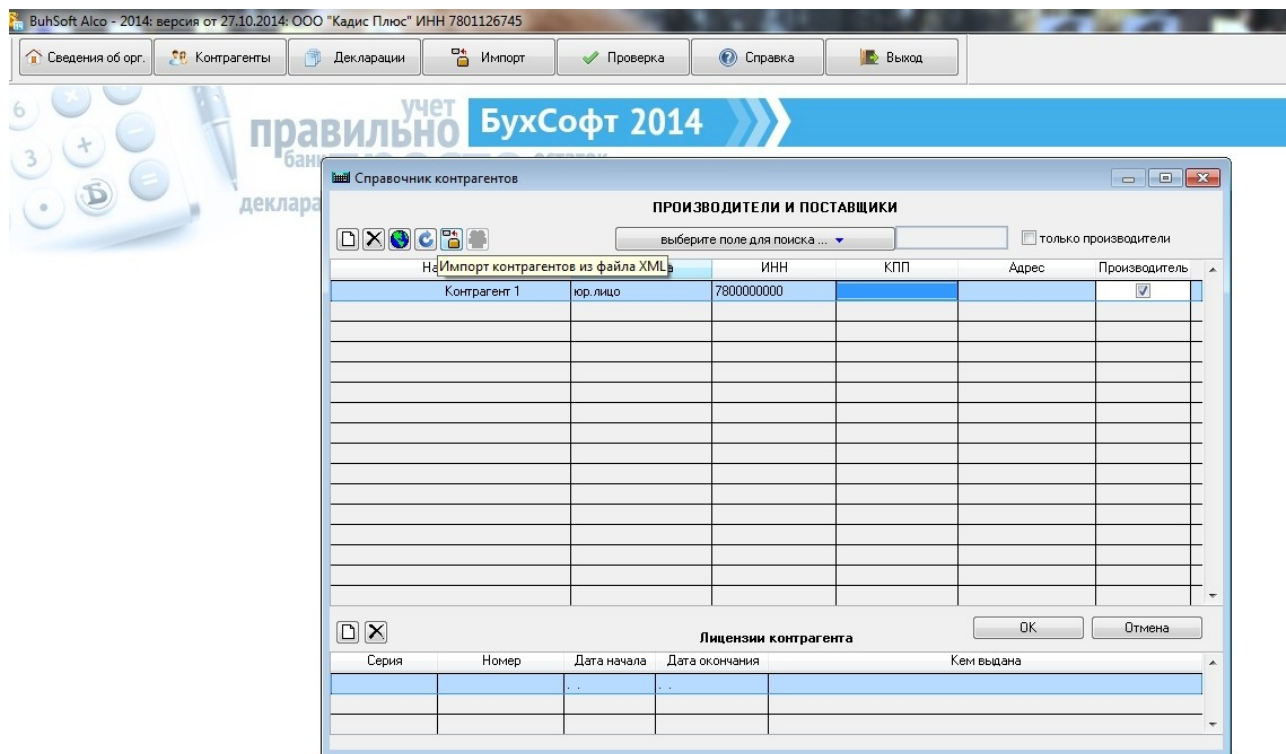 BuhSoft Alco - 2014: версия от 27.10.2014: ООО "Кадис Плюс" ИНН 7801126745
Сведения об орг. Контрагенты Декларации Импорт Проверка Справка Выход
учет
правильно
БухСофт 2014
декlара
Справочник контрагентов
ПРОИЗВОДИТЕЛИ И ПОСТАВЩИКИ
выберите поле для поиска ... только производители
Импорт контрагентов из файла XML ИНН КПП Адрес Производитель
Контрагент 1 юр.лицо 7800000000
Лицензии контрагента
OK Отмена
Серия Номер Дата начала Дата окончания Кем выдана